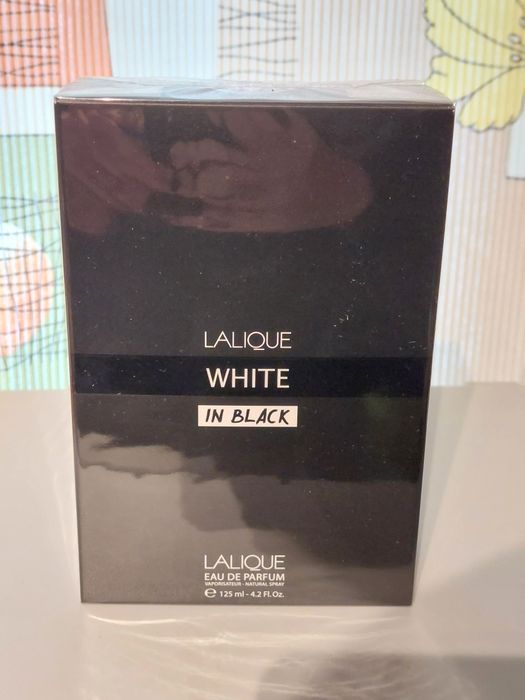 LALIQUE
WHITE
IN BLACK
LALIQUE
EAU DE PARFUM
VAPORISATEUR - NATURAL SPRAY
℮ 125 ml - 4.2 Fl. Oz.